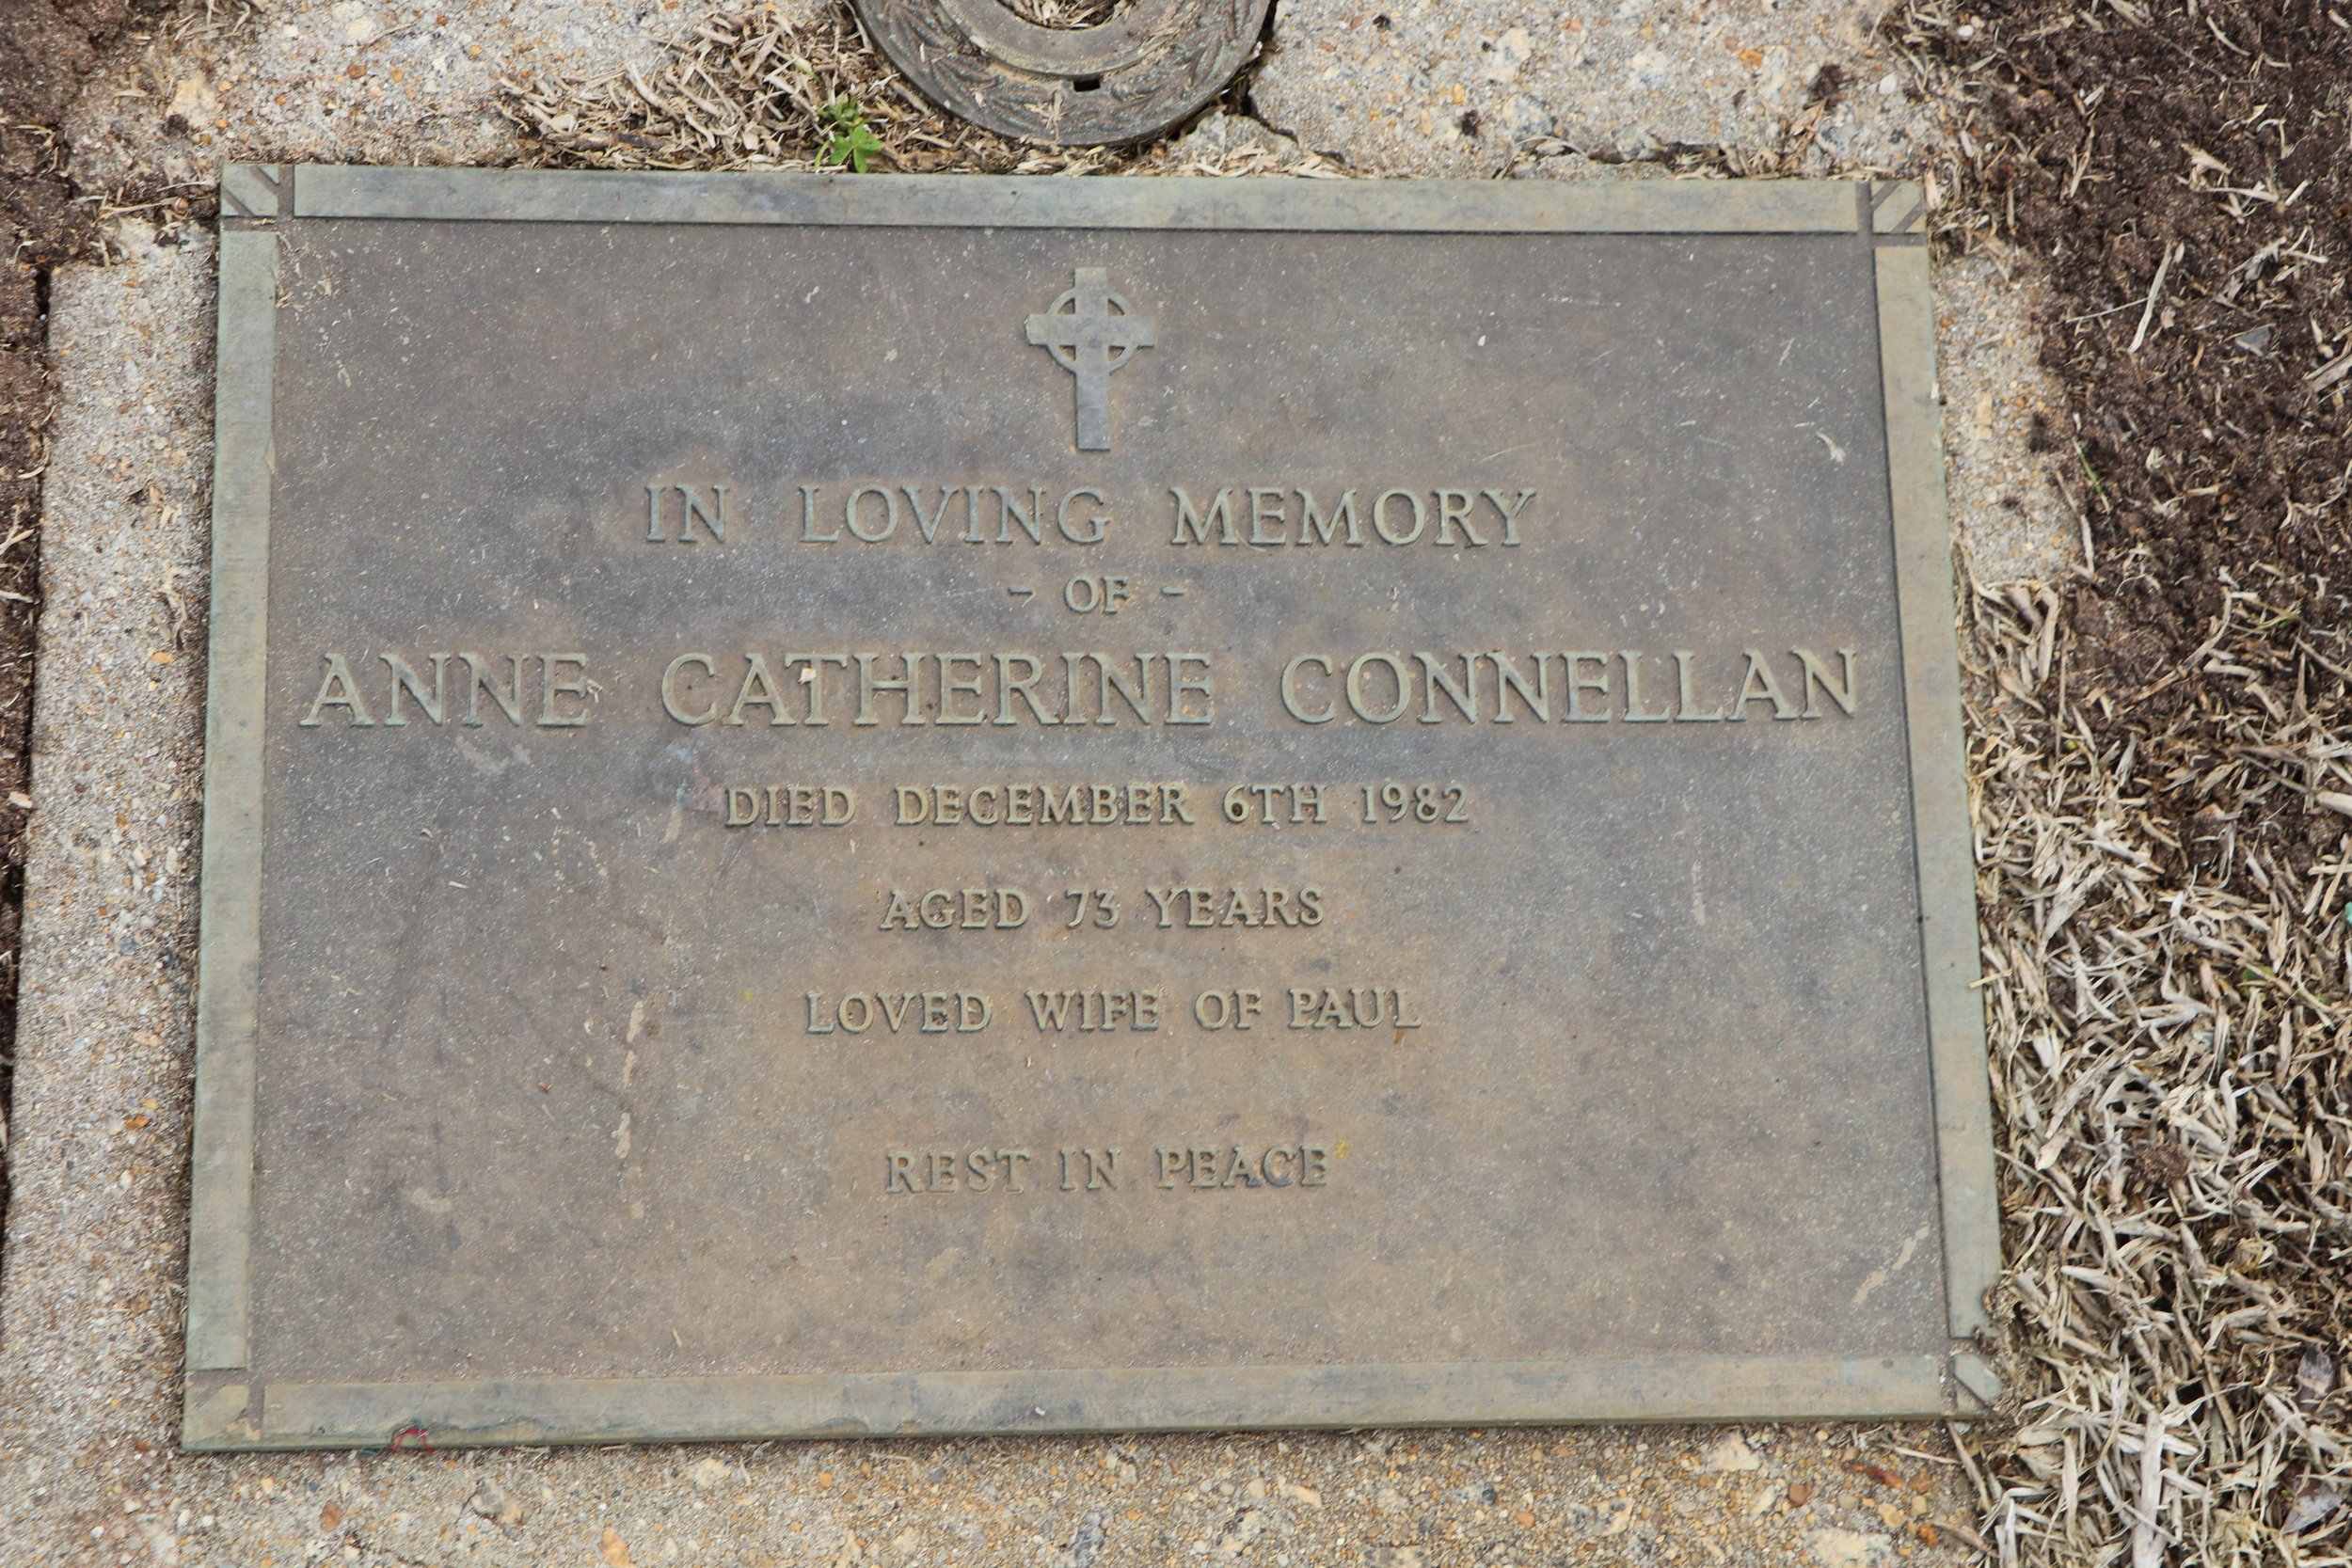 IN LOVING MEMORY
- OF -
ANNE CATHERINE CONNELLAN
DIED DECEMBER 6TH 1982
AGED 73 YEARS
LOVED WIFE OF PAUL
REST IN PEACE